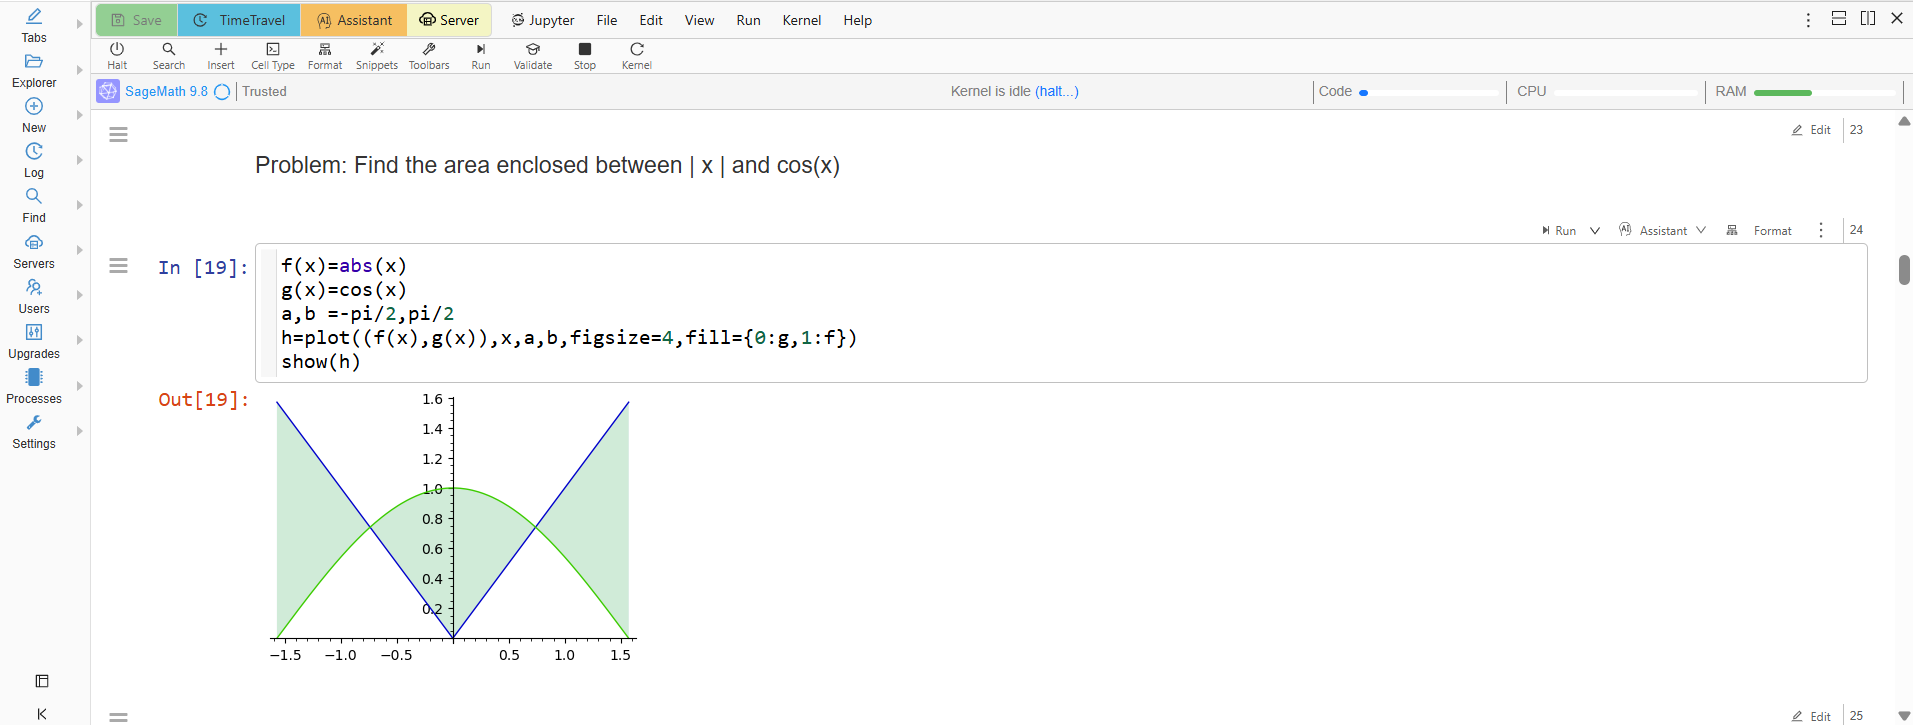 Save TimeTravel Assistant Server Jupyter File Edit View Run Kernel Help
Tabs
Halt Search Insert Cell Type Format Snippets Toolbars Run Validate Stop Kernel
Explorer
SageMath 9.8 Trusted Kernel is idle (halt...) Code CPU RAM
New
Edit 23
Log
Problem: Find the area enclosed between | x | and cos(x)
Find
Run Assistant Format 24
Servers
In [19]: f(x)=abs(x)
g(x)=cos(x)
Users
a,b =-pi/2,pi/2
h=plot((f(x),g(x)),x,a,b,figsize=4,fill={0:g,1:f})
Upgrades
show(h)
Processes
Out[19]:
Settings
1.6
1.4
1.2
1.0
0.8
0.6
0.4
0.2
−1.5 −1.0 −0.5 0.5 1.0 1.5
Edit 25